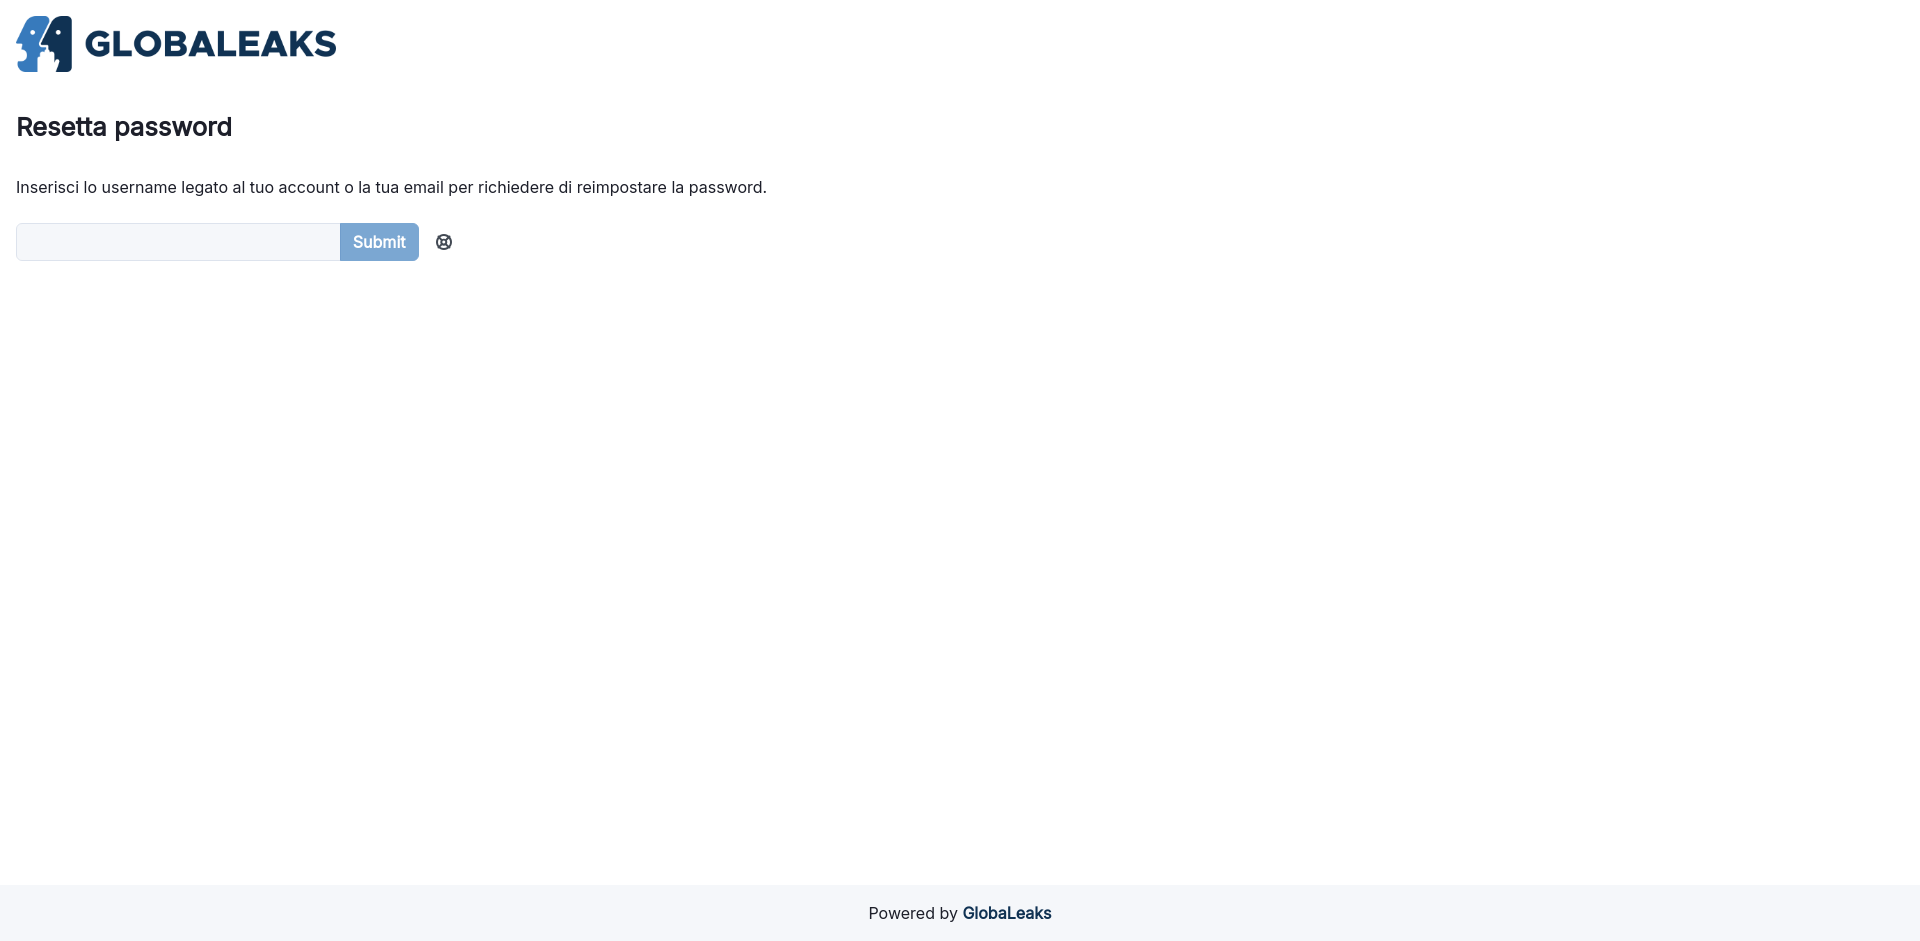 GLOBALEAKS
Resetta password
Inserisci lo username legato al tuo account o la tua email per richiedere di reimpostare la password.
Submit
Powered by GlobaLeaks